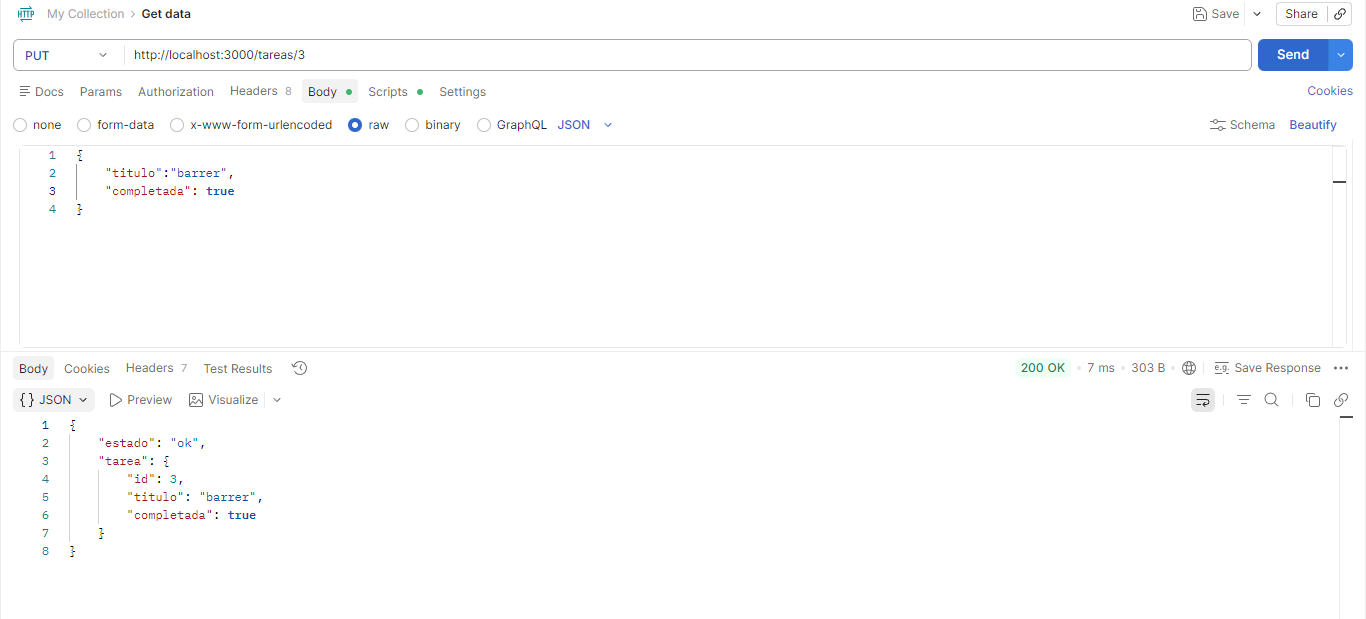 HTTP My Collection > Get data Save Share
PUT http://localhost:3000/tareas/3 Send
Docs Params Authorization Headers 8 Body Scripts Settings Cookies
none form-data x-www-form-urlencoded raw binary GraphQL JSON Schema Beautify
1 {
2 "titulo":"barrer",
3 "completada": true
4 }
Body Cookies Headers 7 Test Results 200 OK • 7 ms • 303 B • e.g. Save Response
{} JSON Preview Visualize
1 {
2 "estado": "ok",
3 "tarea": {
4 "id": 3,
5 "titulo": "barrer",
6 "completada": true
7 }
8 }